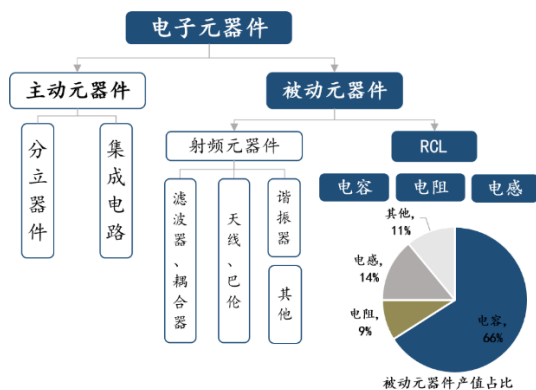 电子元器件
主动元器件
被动元器件
分立器件
集成电路
射频元器件
RCL
滤波器、耦合器
天线、巴伦
谐振器
其他
电容
电阻
电感
其他,
11%
电感,
14%
电阻,
9%
电容,
66%
被动元器件产值占比